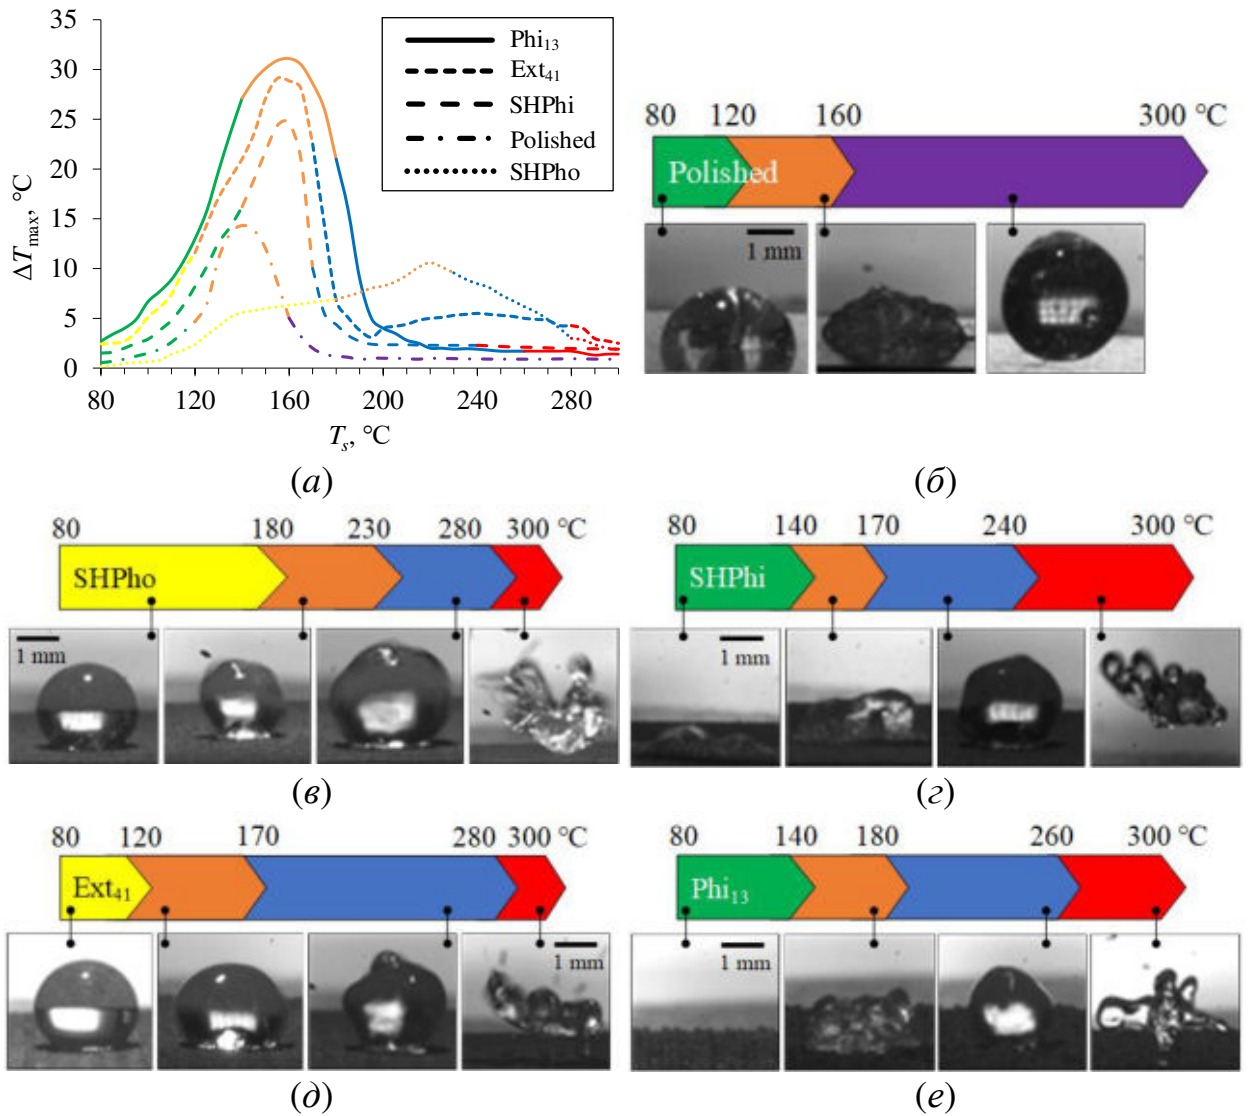 35
30
25
20
15
10
5
0
ΔT max, °C
80 120 160 200 240 280
Ts, °C
Phi13
Ext41
SHPhi
Polished
SHPho
(а)
80 120 160 300 °C
Polished
1 mm
(б)
80 180 230 280 300 °C
SHPho
1 mm
(в)
80 140 170 240 300 °C
SHPhi
1 mm
(г)
80 120 170 280 300 °C
Ext41
1 mm
(д)
80 140 180 260 300 °C
Phi13
1 mm
(е)